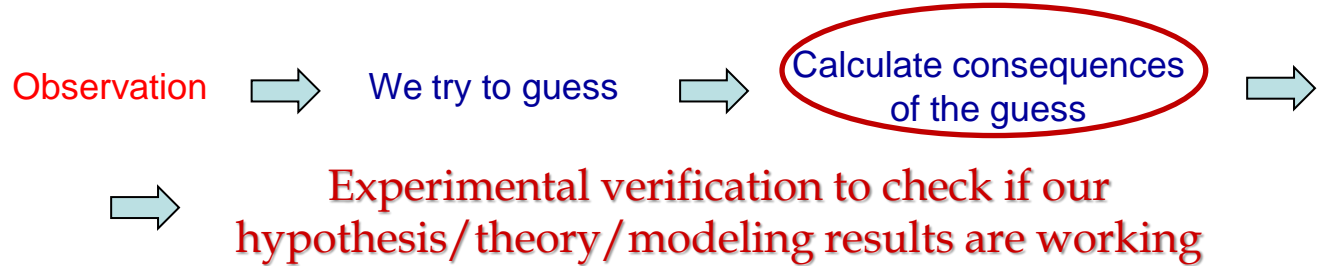 Observation
We try to guess
Calculate consequences
of the guess
Experimental verification to check if our
hypothesis/theory/modeling results are working